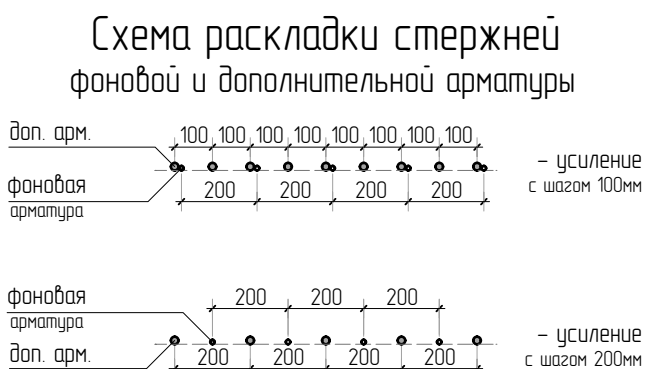 Схема раскладки стержней
фоновой и дополнительной арматуры
доп. арм.
100 100 100 100 100 100 100 100
фоновая
арматура
200 200 200 200
- усиление
с шагом 100мм
фоновая
арматура
200 200 200
доп. арм.
200 200 200 200
- усиление
с шагом 200мм